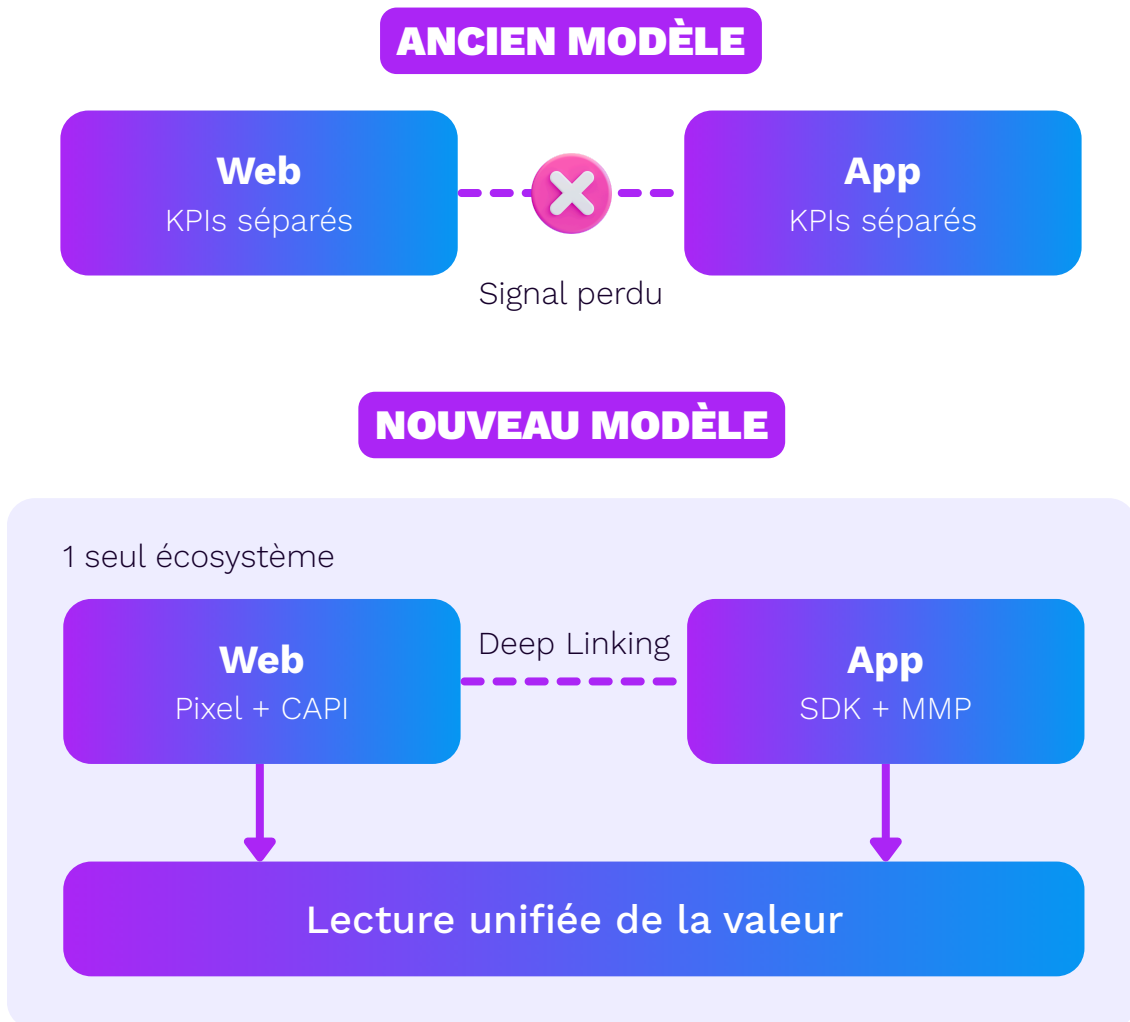 ANCIEN MODÈLE
Web
KPIs séparés
App
KPIs séparés
Signal perdu
NOUVEAU MODÈLE
1 seul écosystème
Web
Pixel + CAPI
Deep Linking
App
SDK + MMP
Lecture unifiée de la valeur